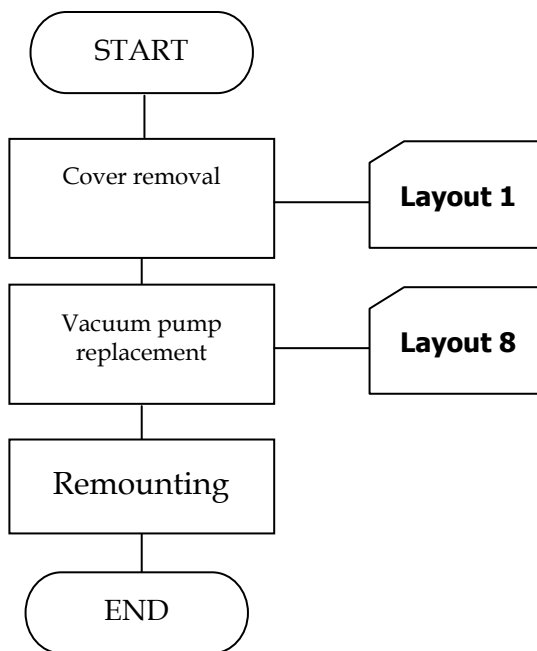 START
Cover removal
Layout 1
Vacuum pump
replacement
Layout 8
Remounting
END